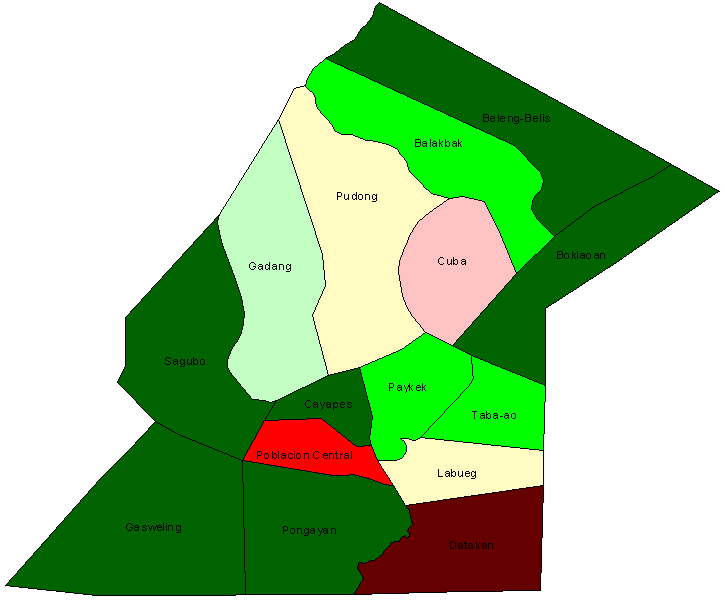 Beleng-Belis
Balakbak
Pudong
Boklaoan
Cuba
Gadang
Sagubo
Paykek
Cayapes
Taba-ao
Poblacion Central
Labueg
Gasweling
Pongayan
Datakan